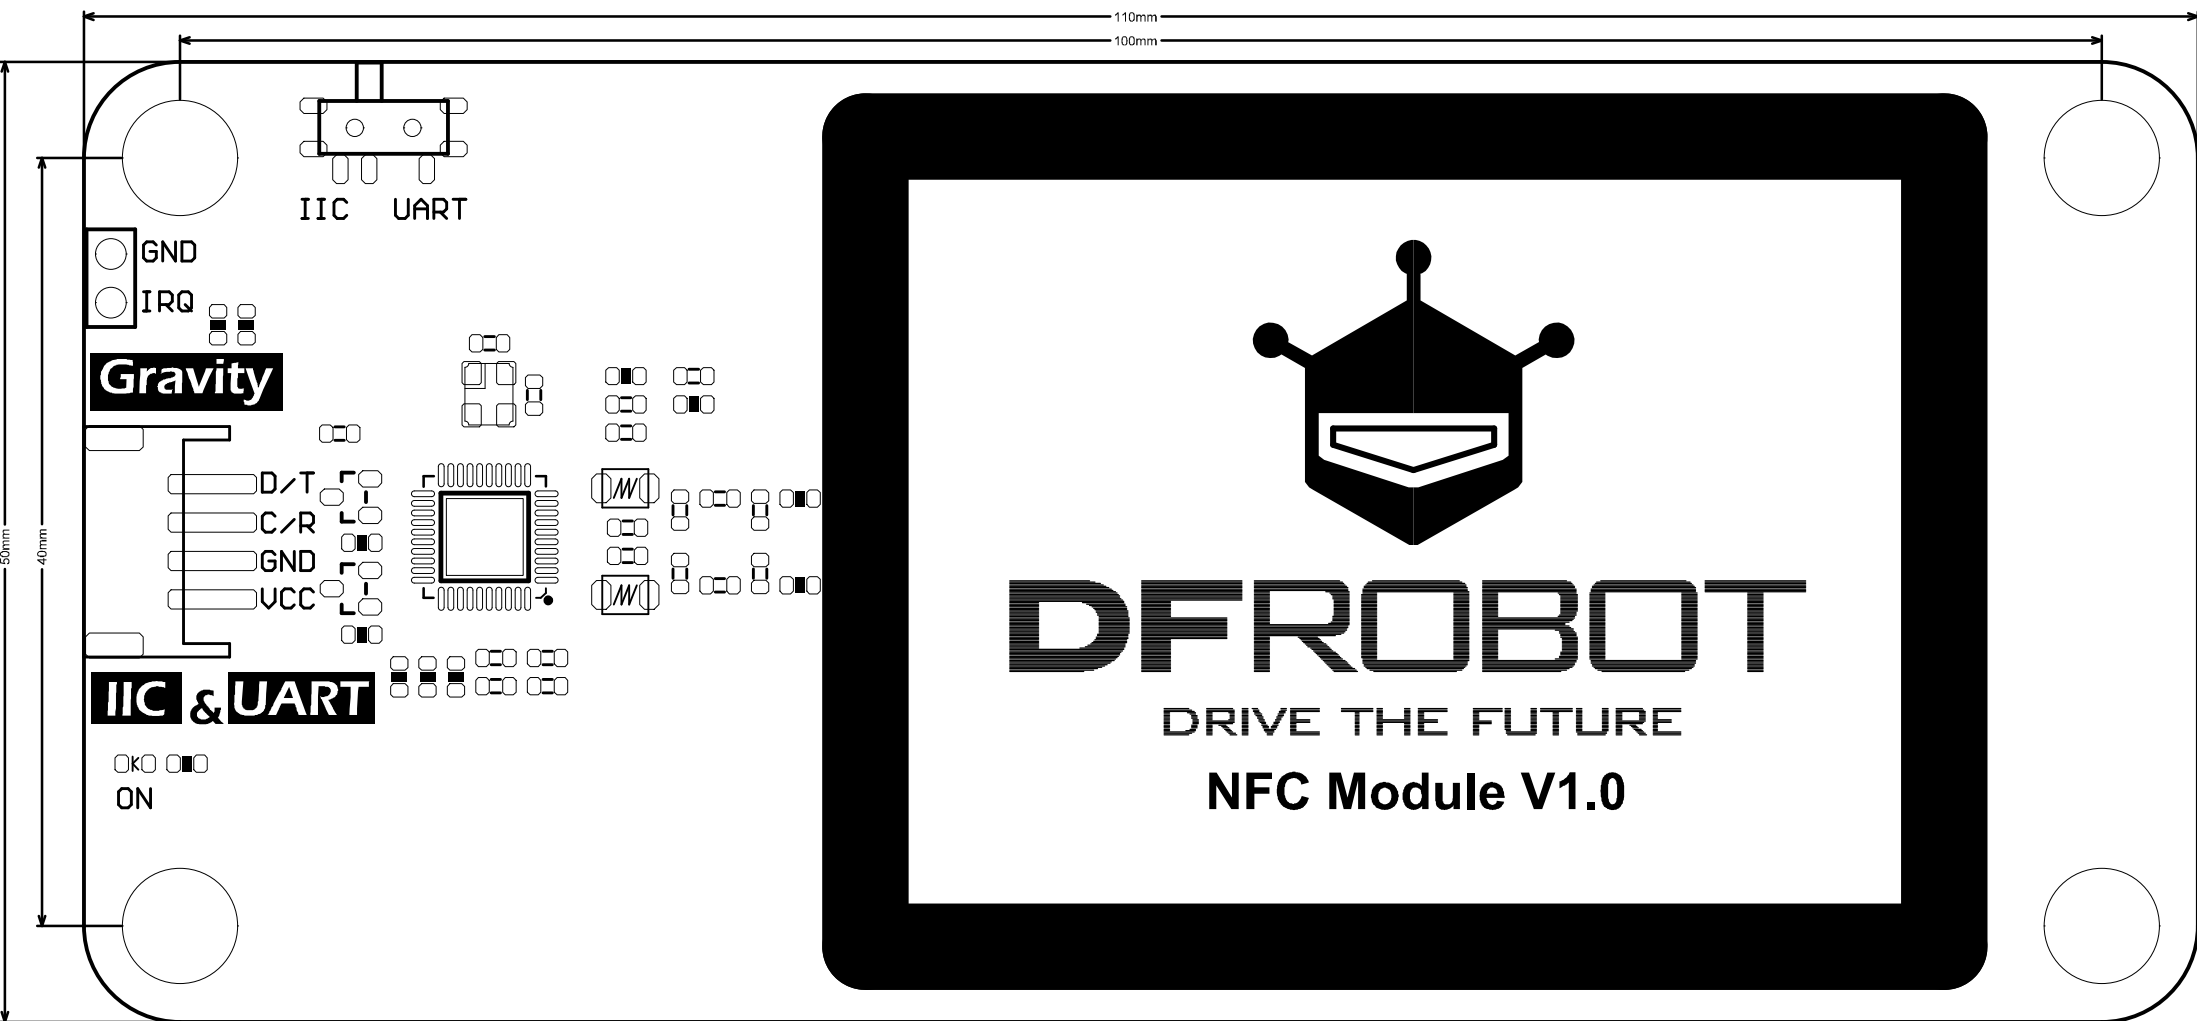 110mm
100mm
IIC UART
GND
IRQ
Gravity
D/T
C/R
GND
VCC
50mm
40mm
IIC & UART
ON
DFROBOT
DRIVE THE FUTURE
NFC Module V1.0